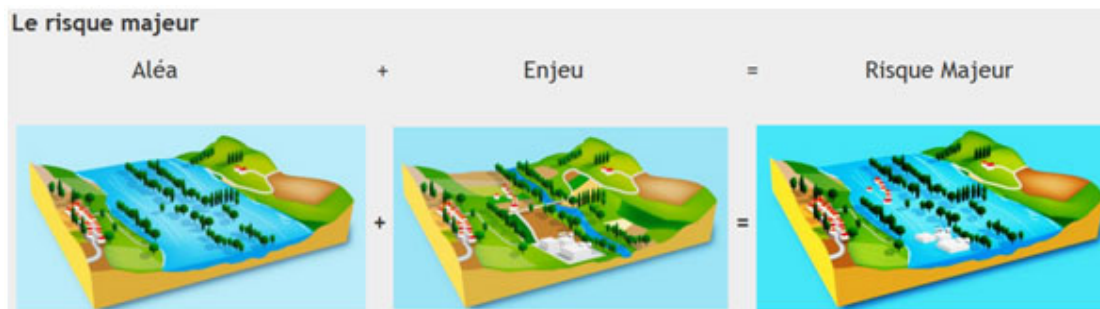 Le risque majeur
Aléa + Enjeu = Risque Majeur
+ =